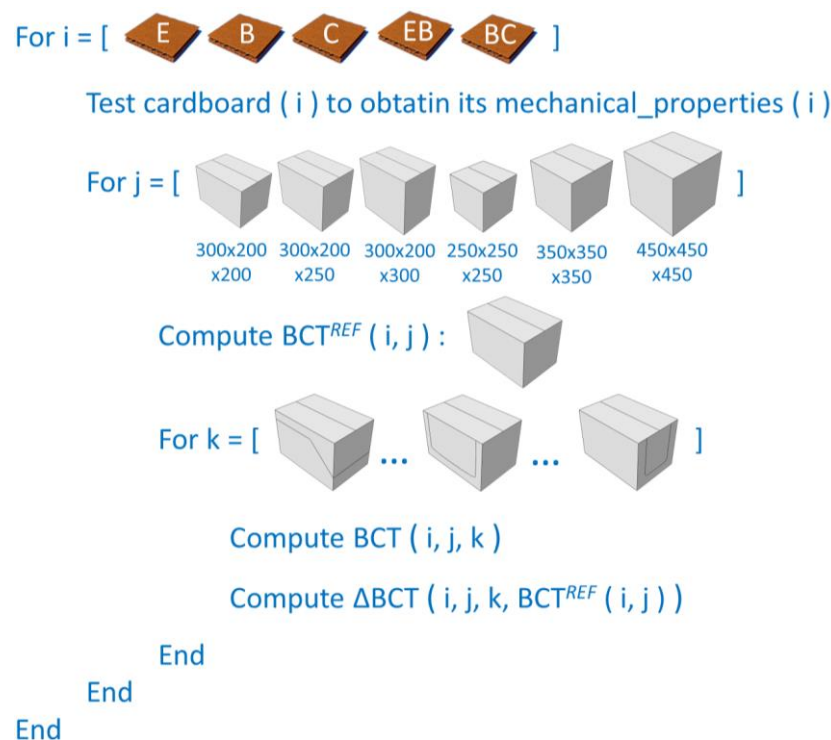 For i = [ E B C EB BC ]
Test cardboard ( i ) to obtatin its mechanical_properties ( i )
For j = [ ]
300x200 300x200 300x200 250x250 350x350 450x450
x200 x250 x300 x250 x350 x450
Compute BCT^REF ( i, j ) :
For k = [ ... ... ]
Compute BCT ( i, j, k )
Compute ΔBCT ( i, j, k, BCT^REF ( i, j ) )
End
End
End